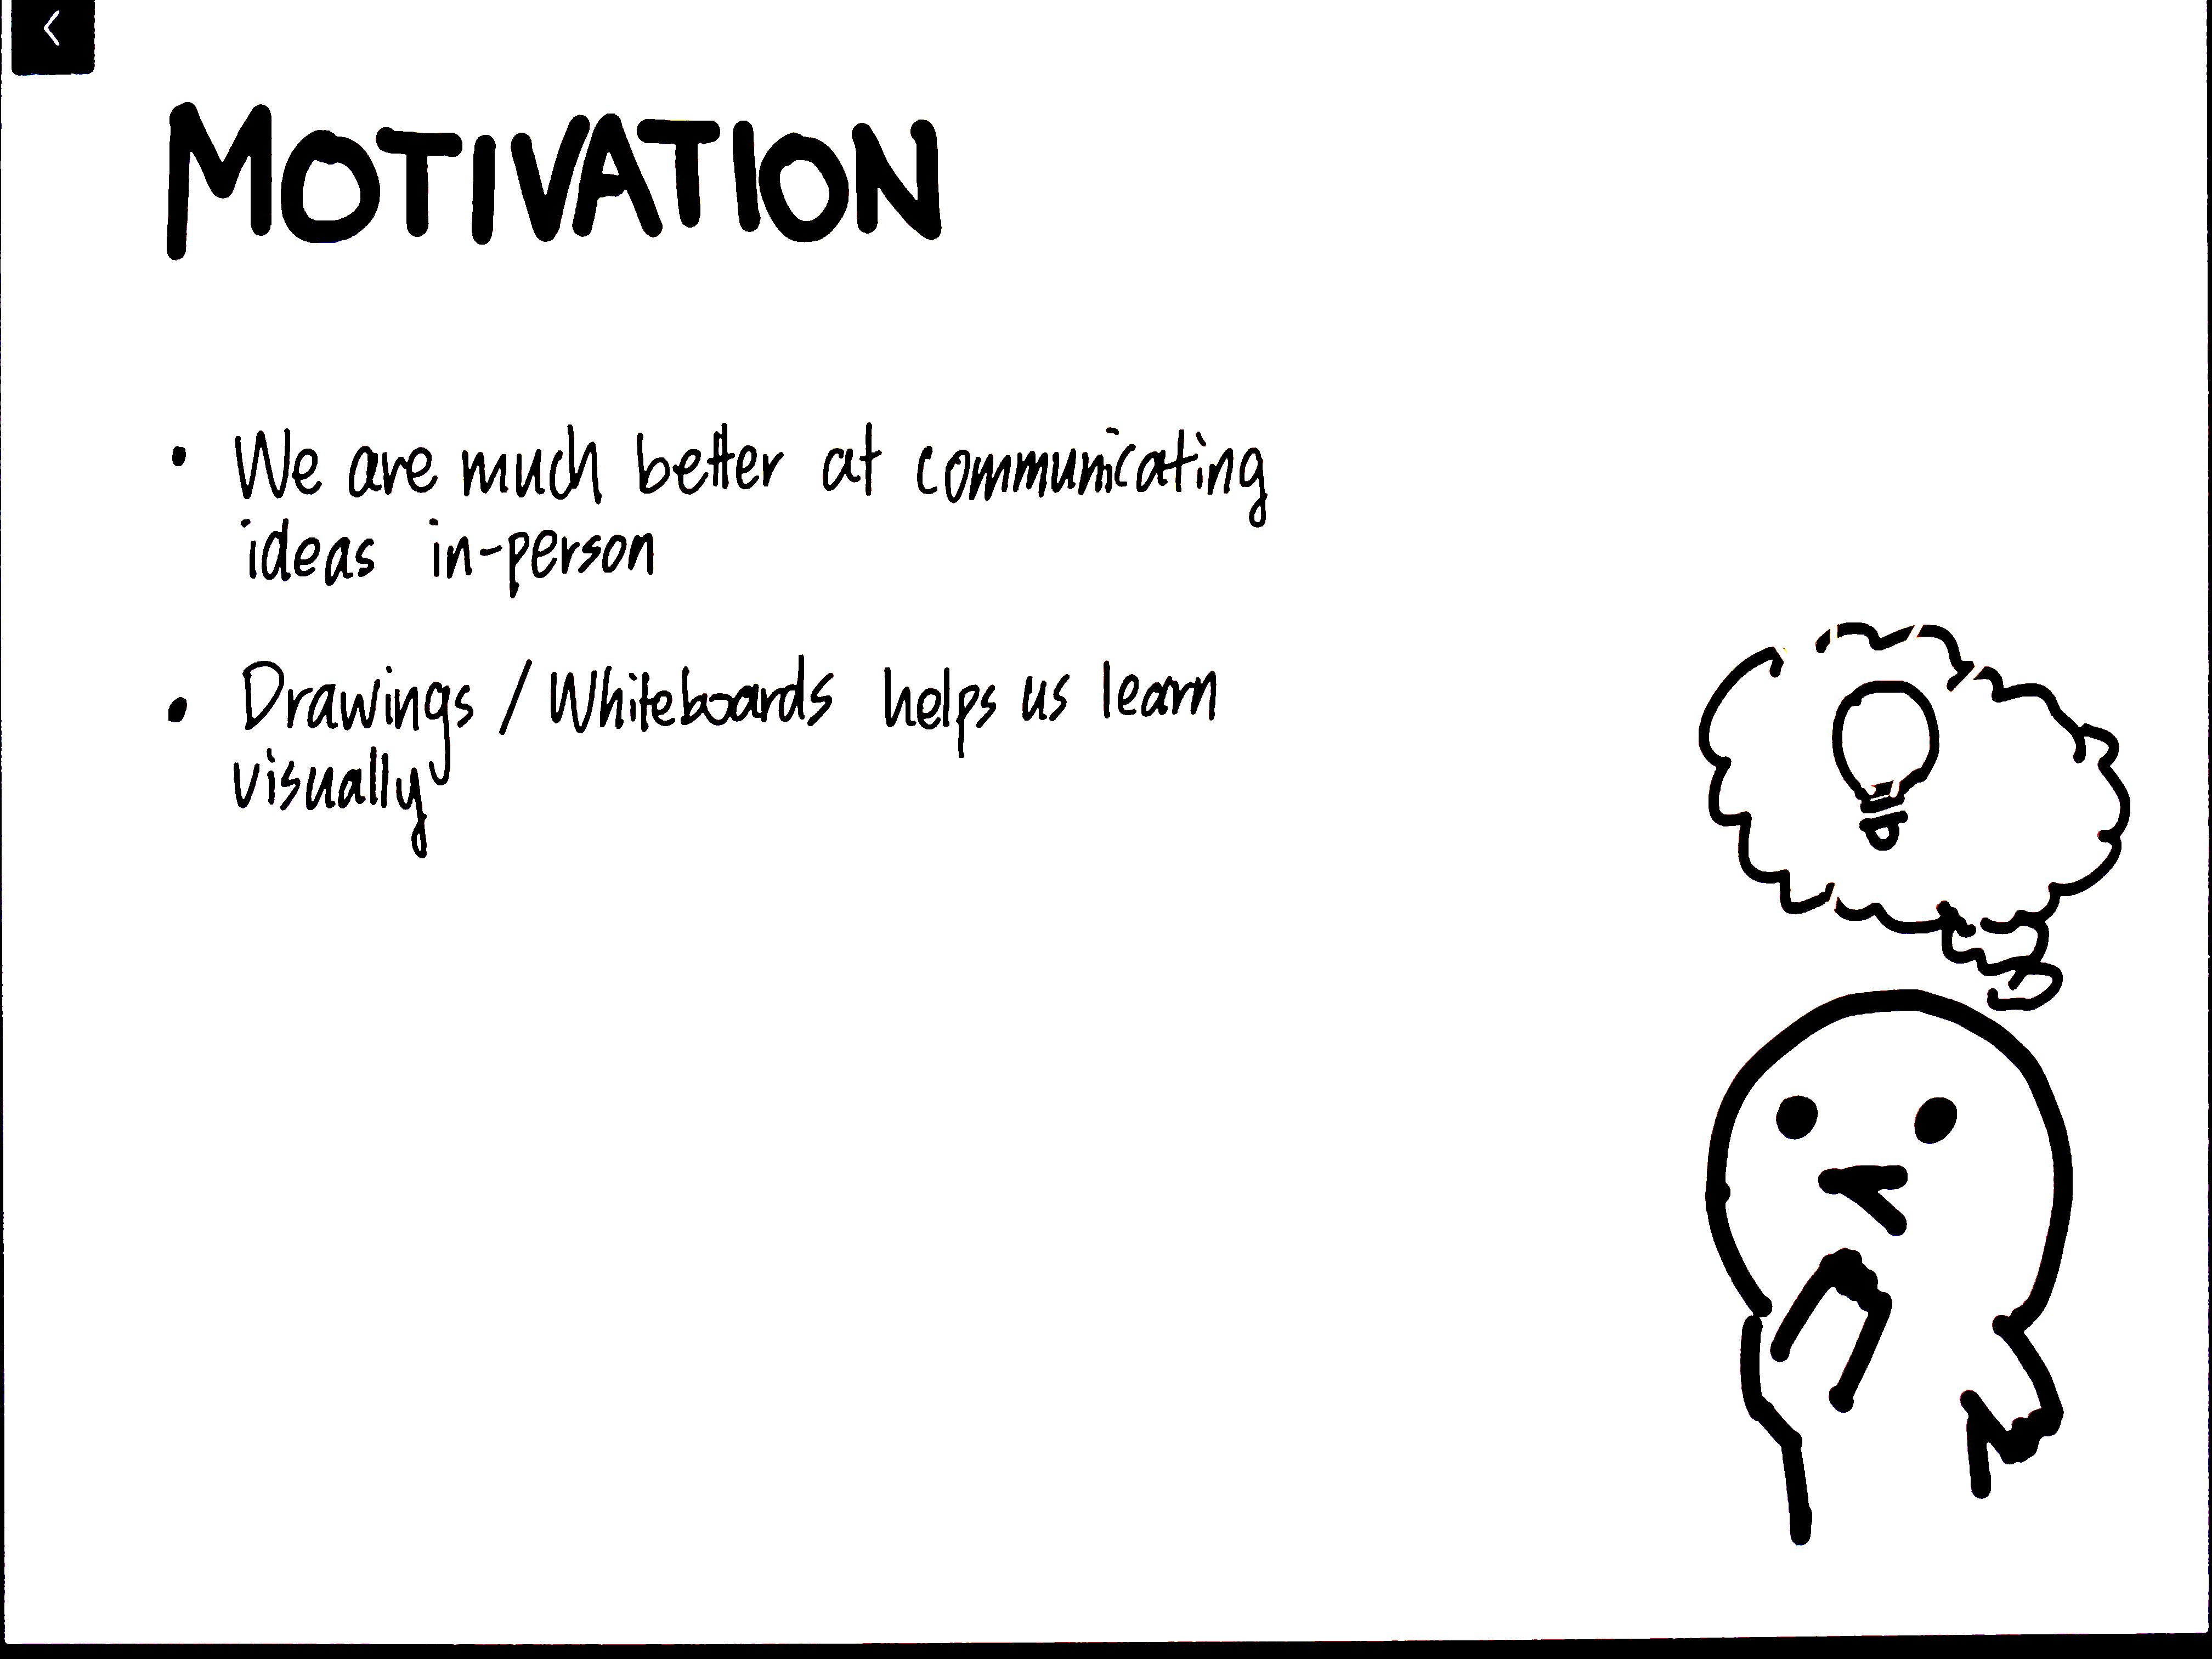 MOTIVATION
• We are much better at communicating
ideas in-person
• Drawings / Whiteboards helps us learn
visually